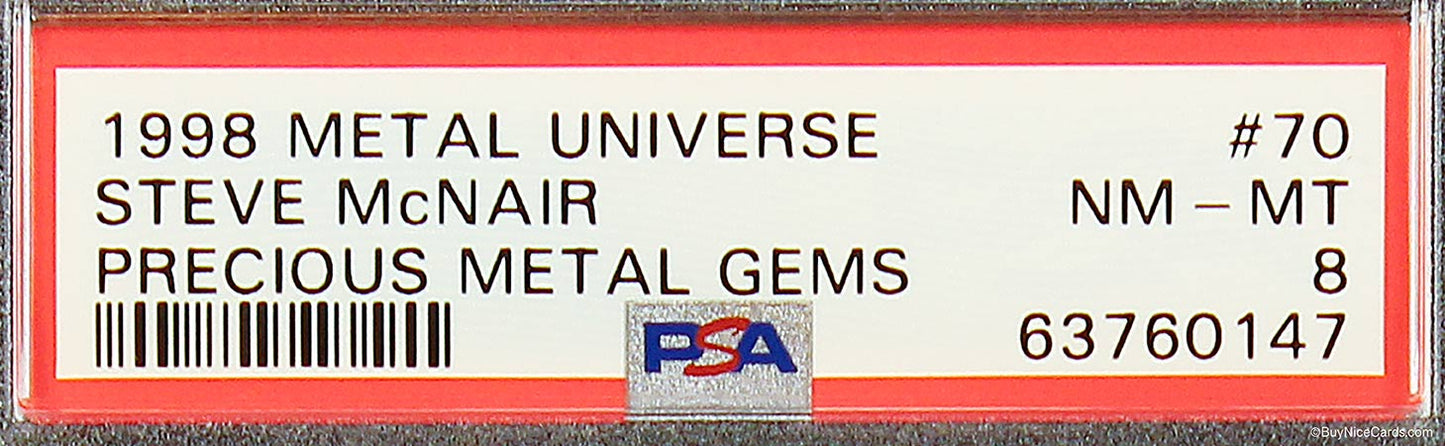 1998 METAL UNIVERSE #70
STEVE McNAIR NM - MT
PRECIOUS METAL GEMS 8
PSA 63760147
©BuyNiceCards.com